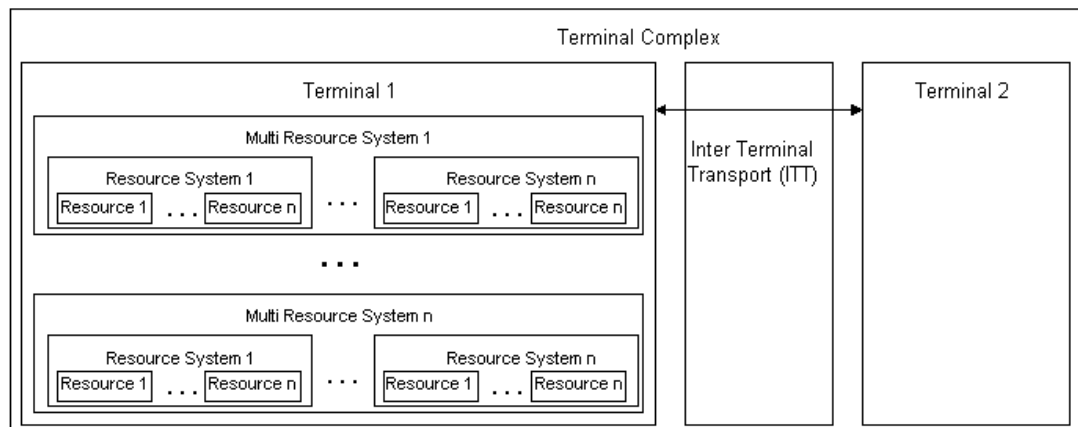 Terminal Complex
Terminal 1
Multi Resource System 1
Resource System 1
Resource 1 ... Resource n
...
Resource System n
Resource 1 ... Resource n
...
Multi Resource System n
Resource System 1
Resource 1 ... Resource n
...
Resource System n
Resource 1 ... Resource n
Inter Terminal
Transport (ITT)
Terminal 2